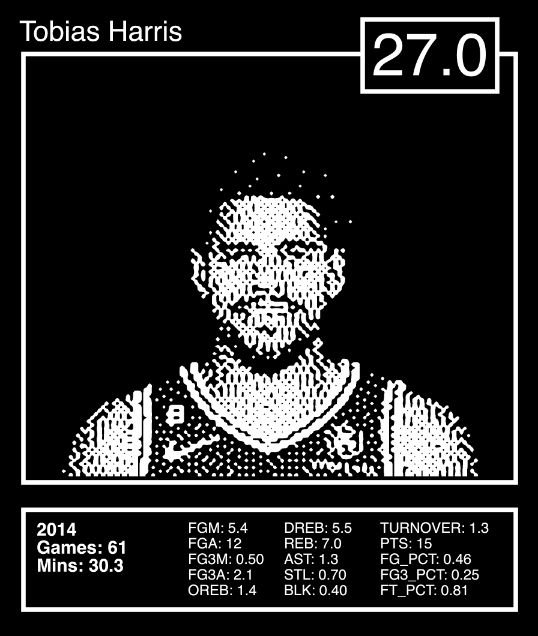 Tobias Harris
27.0
2014
Games: 61
Mins: 30.3
FGM: 5.4
FGA: 12
FG3M: 0.50
FG3A: 2.1
OREB: 1.4
DREB: 5.5
REB: 7.0
AST: 1.3
STL: 0.70
BLK: 0.40
TURNOVER: 1.3
PTS: 15
FG_PCT: 0.46
FG3_PCT: 0.25
FT_PCT: 0.81